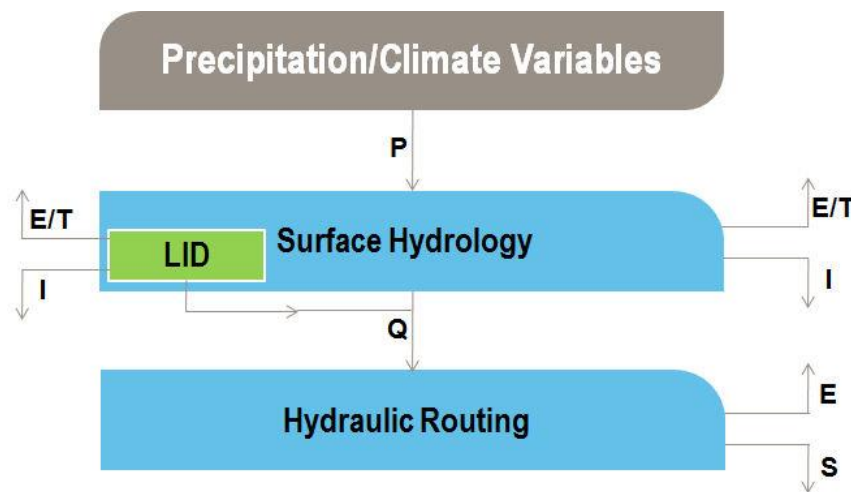 Precipitation/Climate Variables
P
E/T
E/T
LID
Surface Hydrology
I
I
Q
E
Hydraulic Routing
S